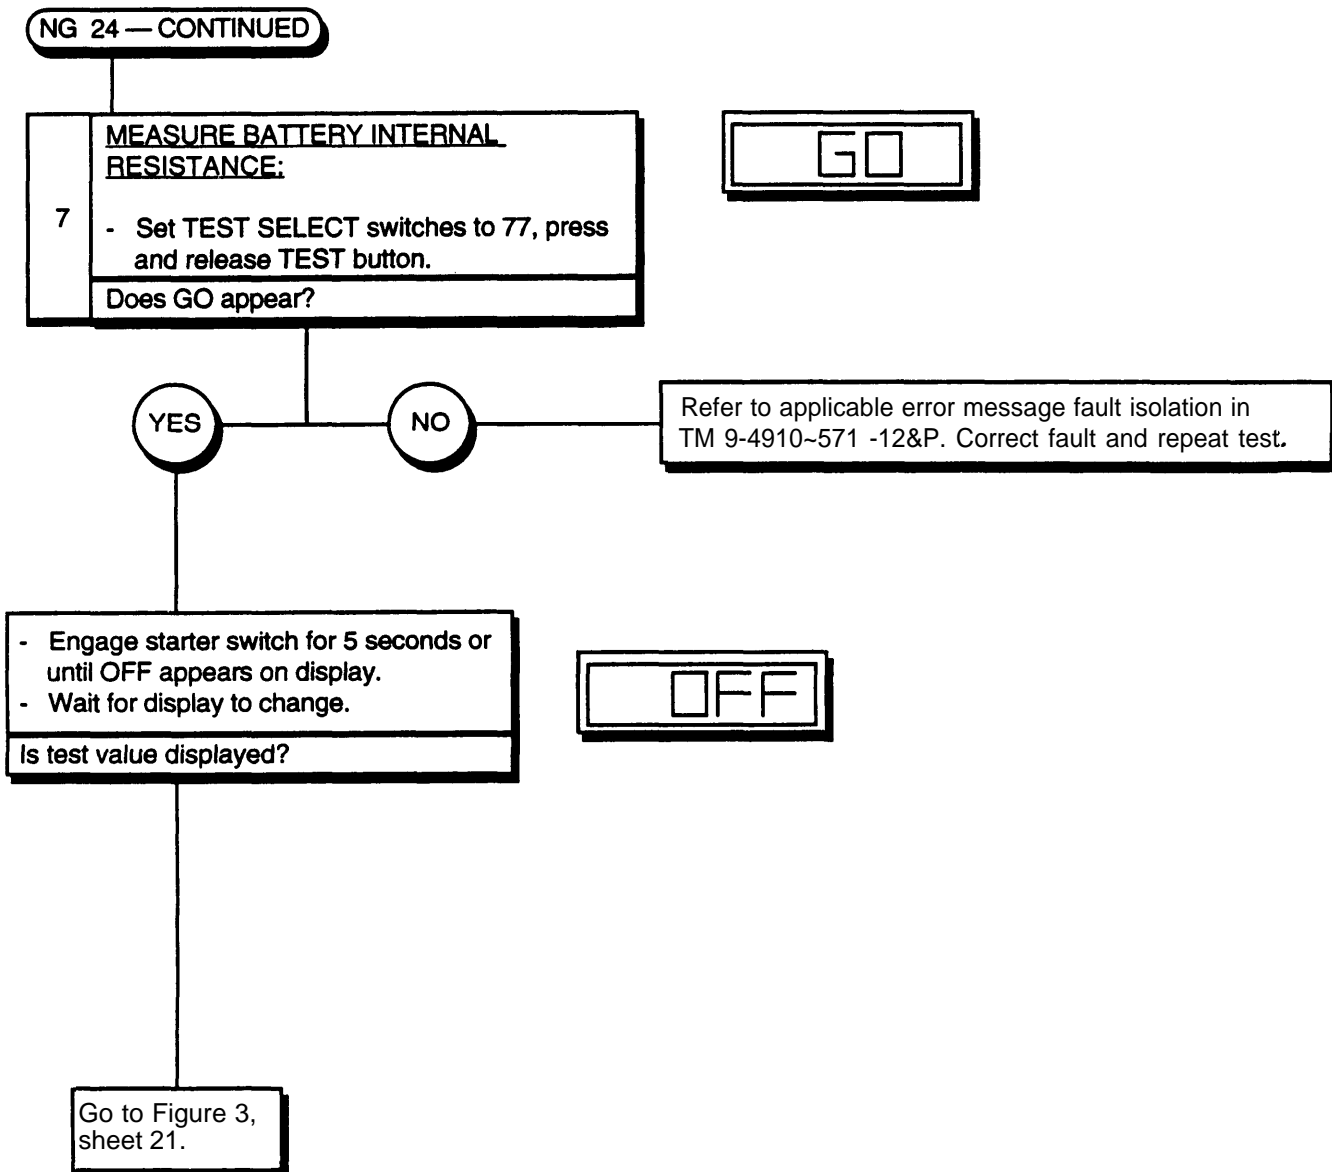 NG 24 — CONTINUED
MEASURE BATTERY INTERNAL
RESISTANCE:
7
- Set TEST SELECT switches to 77, press
and release TEST button.
Does GO appear?
GO
YES
NO
Refer to applicable error message fault isolation in
TM 9-4910~571 -12&P. Correct fault and repeat test.
- Engage starter switch for 5 seconds or
until OFF appears on display.
- Wait for display to change.
Is test value displayed?
OFF
Go to Figure 3,
sheet 21.